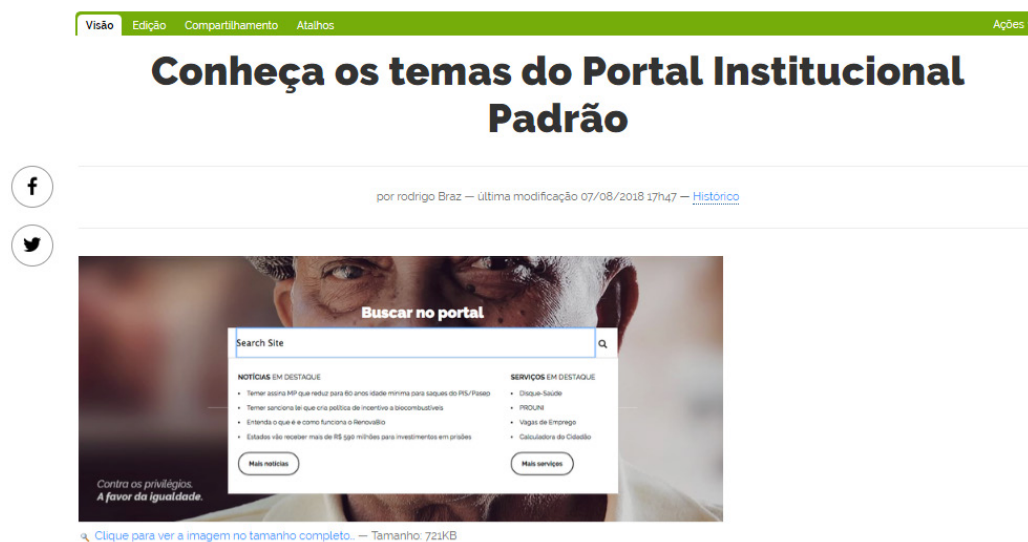 Visão Edição Compartilhamento Atalhos Ações
Conheça os temas do Portal Institucional
Padrão
por rodrigo Braz — última modificação 07/08/2018 17h47 — Histórico
Buscar no portal
Search Site
NOTÍCIAS EM DESTAQUE
Temer assina MP que reduz para 60 anos idade mínima para saques do PIS/Pasep
Temer sanciona lei que cria política de incentivo a biocombustíveis
Entenda o que é e como funciona o RenovaBio
Estados vão receber mais de R$ 590 milhões para investimentos em prisões
Mais notícias
SERVIÇOS EM DESTAQUE
Disque-Saúde
PROUNI
Vagas de Emprego
Calculadora do Cidadão
Mais serviços
Contra os privilégios.
A favor da igualdade.
Clique para ver a imagem no tamanho completo… — Tamanho: 721KB